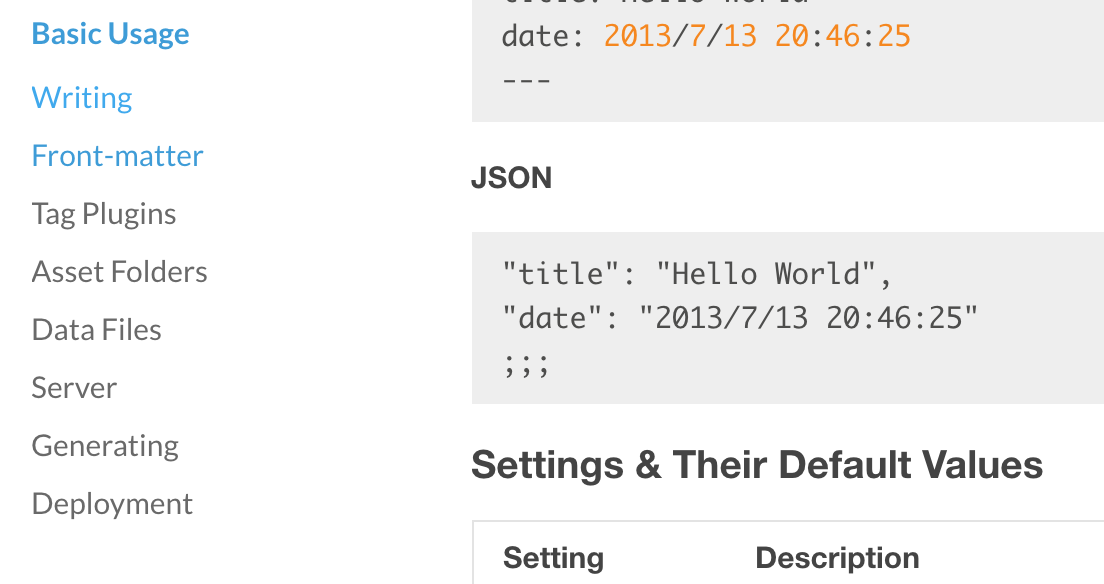 Basic Usage
Writing
Front-matter
Tag Plugins
Asset Folders
Data Files
Server
Generating
Deployment
date: 2013/7/13 20:46:25
---
JSON
"title": "Hello World",
"date": "2013/7/13 20:46:25"
;;;
Settings & Their Default Values
Setting Description